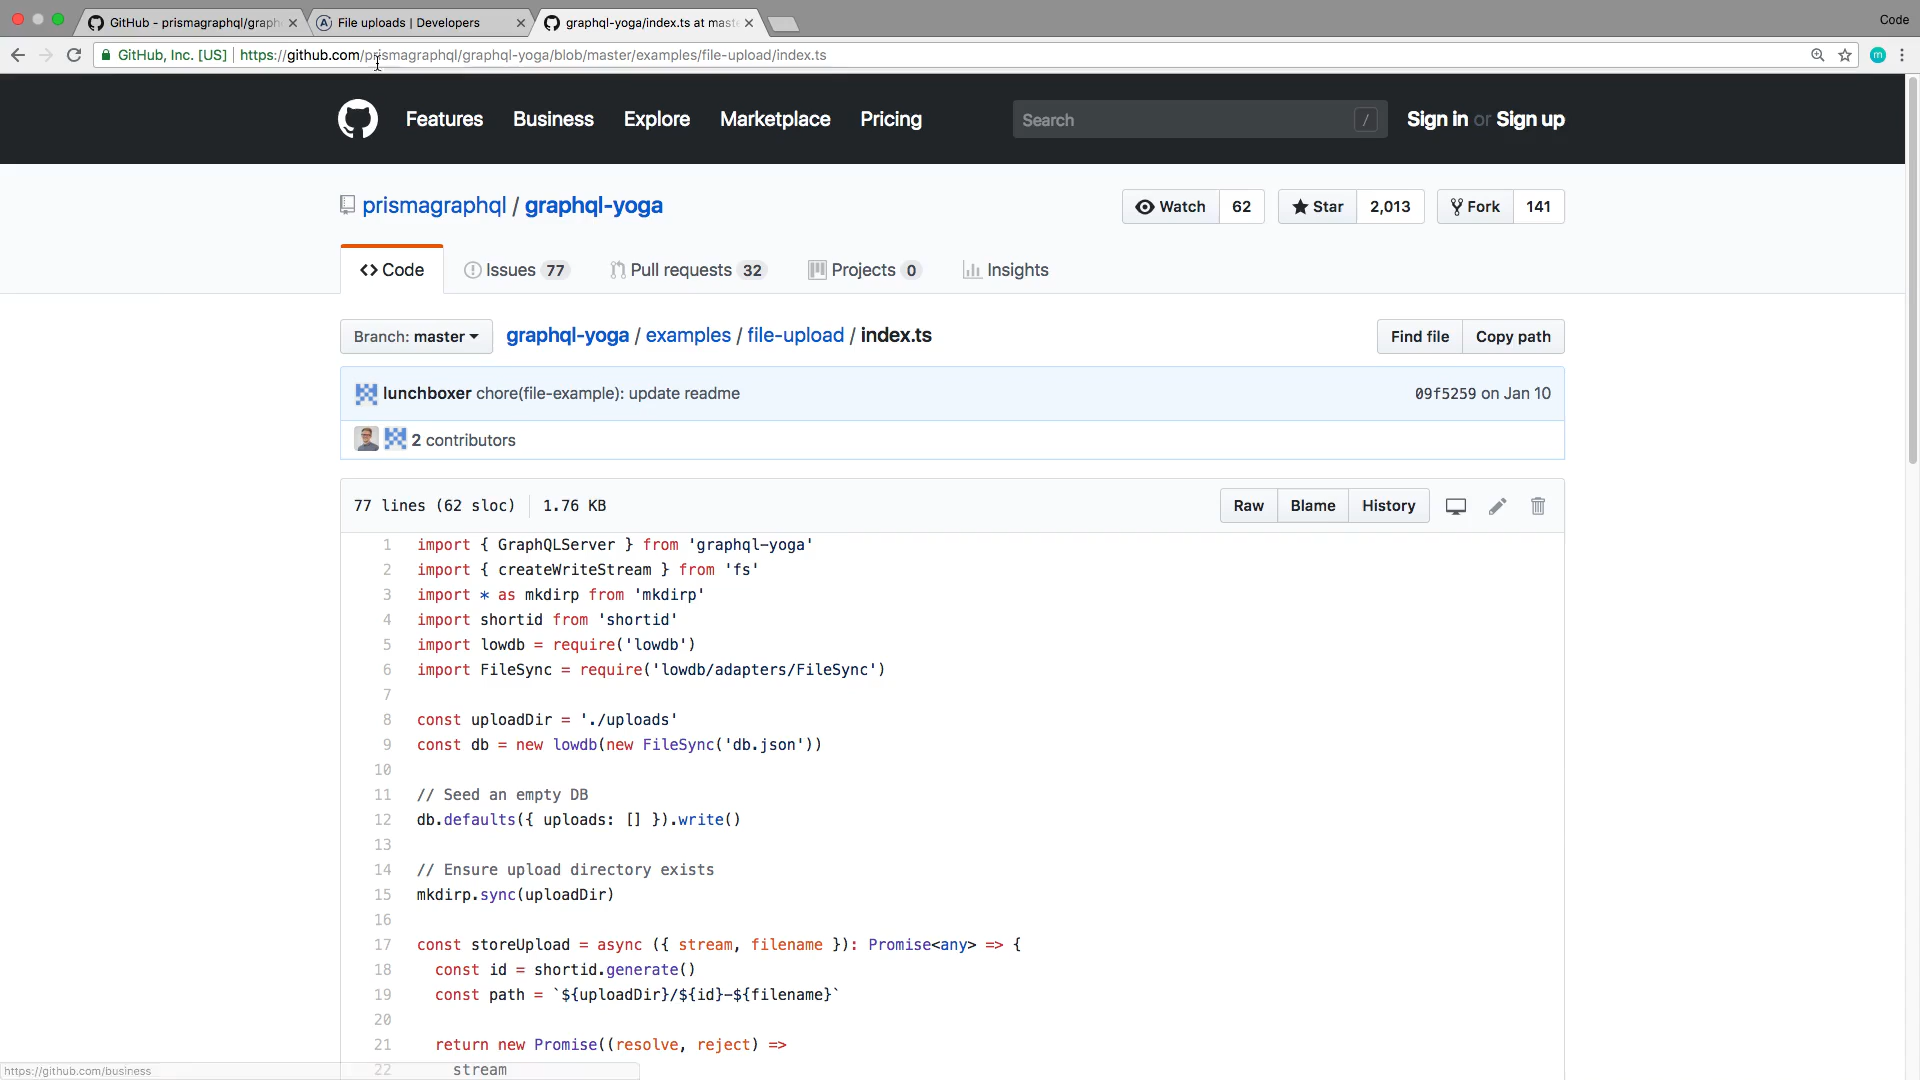 GitHub - prismagraphql/graph
File uploads | Developers
graphql-yoga/index.ts at mast
Code
GitHub, Inc. [US] https://github.com/prismagraphql/graphql-yoga/blob/master/examples/file-upload/index.ts
m
Features Business Explore Marketplace Pricing
Search /
Sign in or Sign up
prismagraphql / graphql-yoga
Watch 62 Star 2,013 Fork 141
Code Issues 77 Pull requests 32 Projects 0 Insights
Branch: master graphql-yoga / examples / file-upload / index.ts Find file Copy path
lunchboxer chore(file-example): update readme 09f5259 on Jan 10
2 contributors
77 lines (62 sloc) 1.76 KB Raw Blame History
1 import { GraphQLServer } from 'graphql-yoga'
2 import { createWriteStream } from 'fs'
3 import * as mkdirp from 'mkdirp'
4 import shortid from 'shortid'
5 import lowdb = require('lowdb')
6 import FileSync = require('lowdb/adapters/FileSync')
7
8 const uploadDir = './uploads'
9 const db = new lowdb(new FileSync('db.json'))
10
11 // Seed an empty DB
12 db.defaults({ uploads: [] }).write()
13
14 // Ensure upload directory exists
15 mkdirp.sync(uploadDir)
16
17 const storeUpload = async ({ stream, filename }): Promise<any> => {
18 const id = shortid.generate()
19 const path = `${uploadDir}/${id}-${filename}`
20
21 return new Promise((resolve, reject) =>
22 stream
https://github.com/business